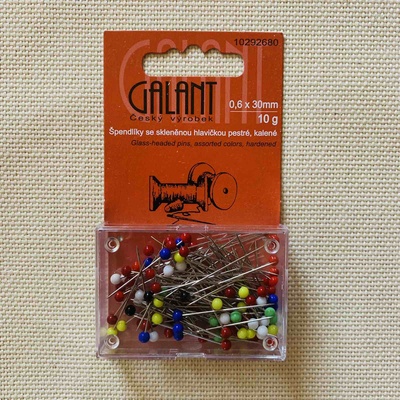 10292680
GALANT
Český výrobek
0,6 x 30mm
10 g
Špendlíky se skleněnou hlavičkou pestré, kalené
Glass-headed pins, assorted colors, hardened